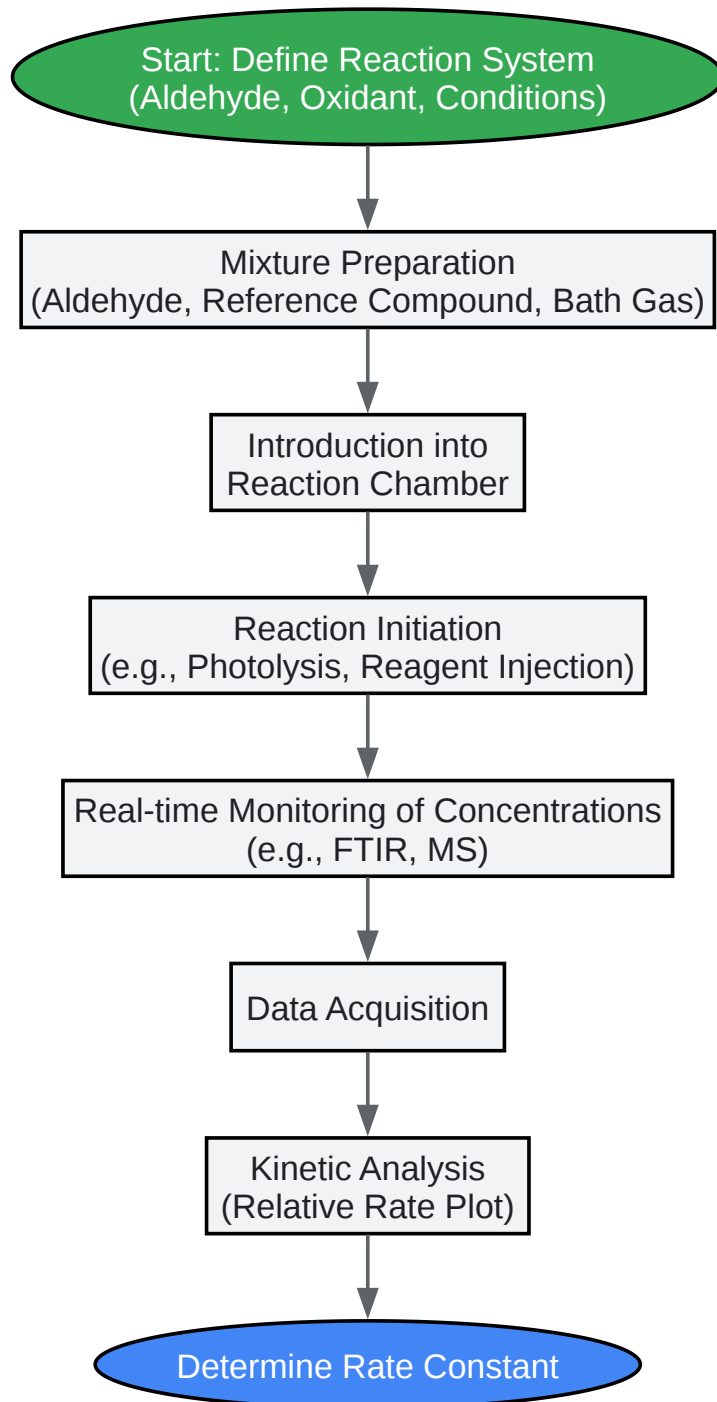 Start: Define Reaction System
(Aldehyde, Oxidant, Conditions)
Mixture Preparation
(Aldehyde, Reference Compound, Bath Gas)
Introduction into
Reaction Chamber
Reaction Initiation
(e.g., Photolysis, Reagent Injection)
Real-time Monitoring of Concentrations
(e.g., FTIR, MS)
Data Acquisition
Kinetic Analysis
(Relative Rate Plot)
Determine Rate Constant